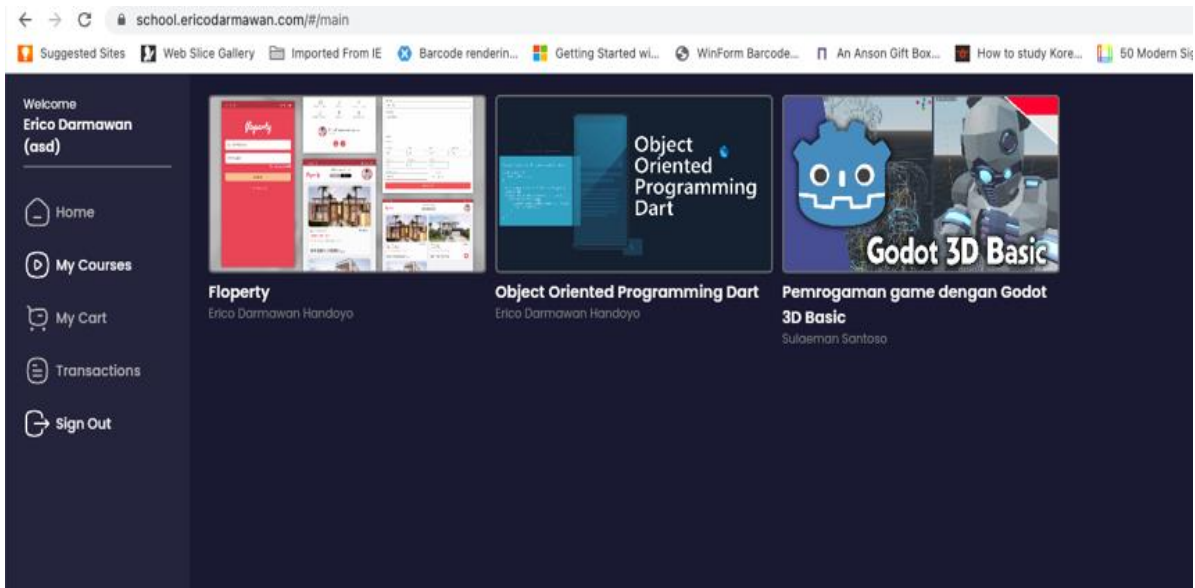 school.ericodarmawan.com/#/main
Suggested Sites Web Slice Gallery Imported From IE Barcode renderin... Getting Started wi... WinForm Barcode... An Anson Gift Box... How to study Kore... 50 Modern Sig
Welcome
Erico Darmawan
(asd)
Home
My Courses
My Cart
Transactions
Sign Out
floperty
Object
Oriented
Programming
Dart
Godot 3D Basic
Floperty
Erico Darmawan Handoyo
Object Oriented Programming Dart
Erico Darmawan Handoyo
Pemrogaman game dengan Godot
3D Basic
Sulaeman Santoso